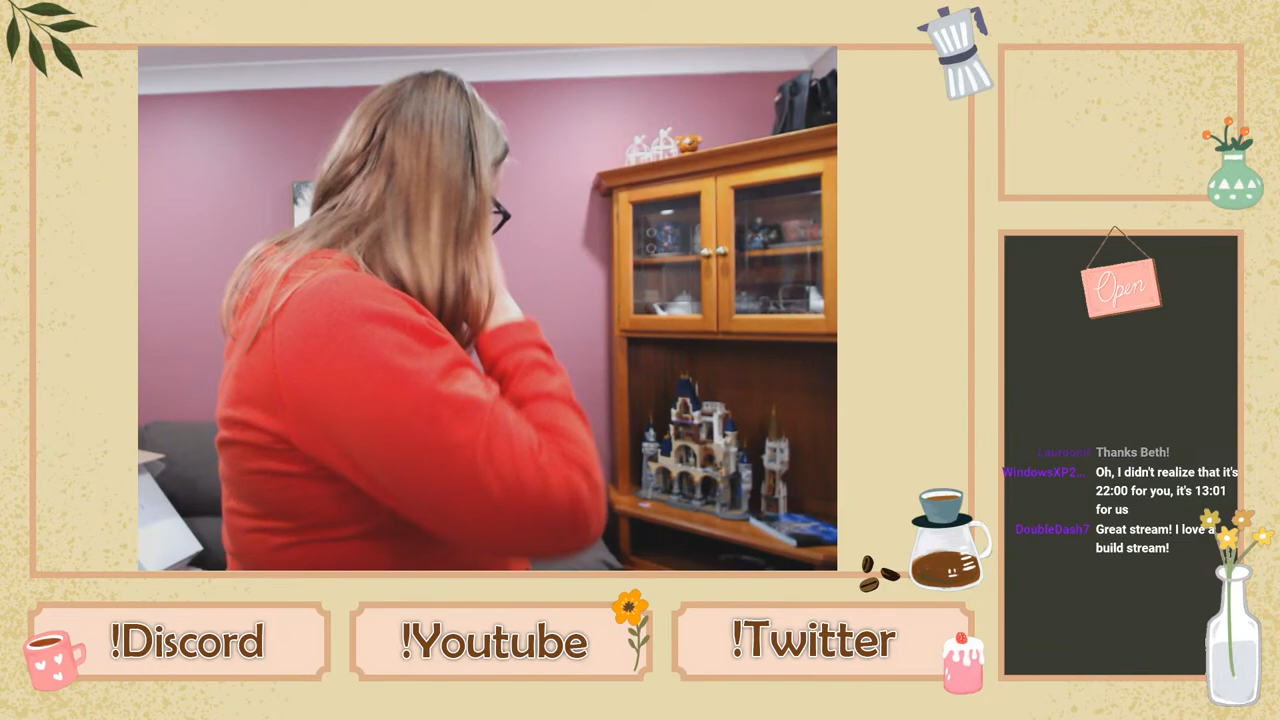 Open
Thanks Beth!
WindowsXP2... Oh, I didn't realize that it's
22:00 for you, it's 13:01
for us
DoubleDash7 Great stream! I love a
build stream!
!Discord
!Youtube
!Twitter